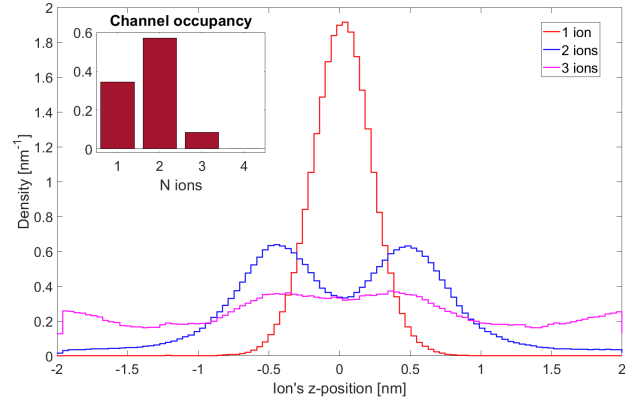 Channel occupancy
0.6
0.4
0.2
0
1 2 3 4
N ions
1 ion
2 ions
3 ions
2
1.8
1.6
1.4
1.2
1
0.8
0.6
0.4
0.2
0
Density [nm-1]
-2 -1.5 -1 -0.5 0 0.5 1 1.5 2
Ion's z-position [nm]